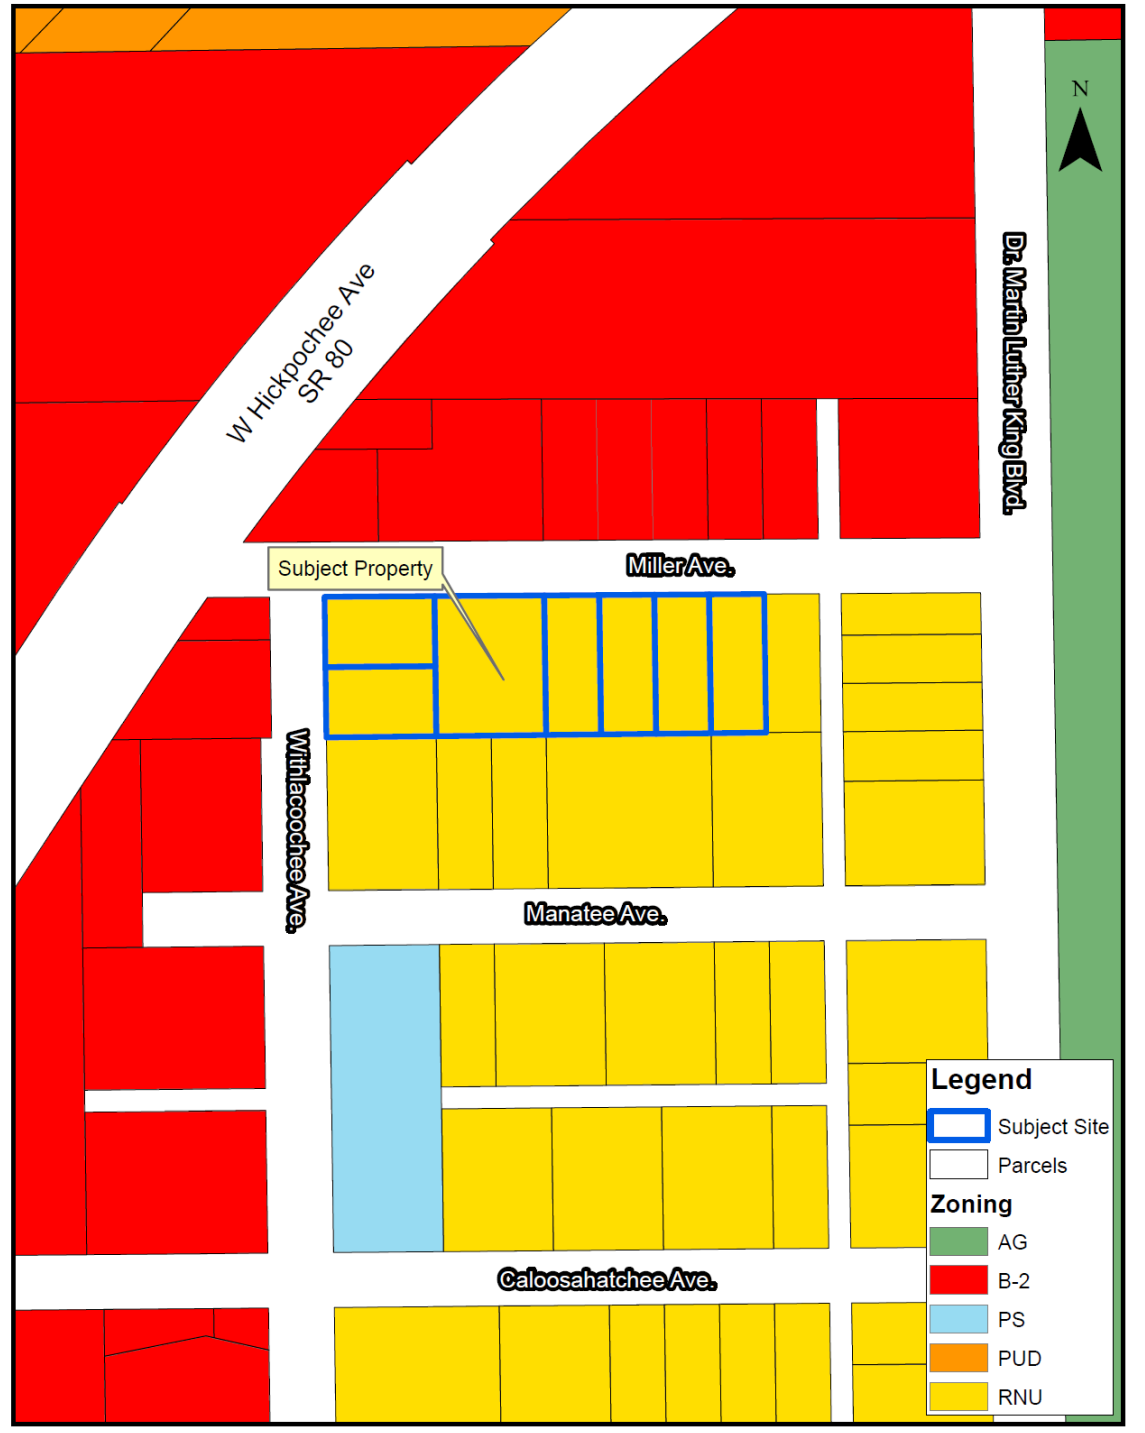 N
Dr. Martin Luther King Blvd.
W Hickpochee Ave
SR 80
Miller Ave.
Subject Property
Withlacoochee Ave.
Manatee Ave.
Caloosahatchee Ave.
Legend
Subject Site
Parcels
Zoning
AG
B-2
PS
PUD
RNU